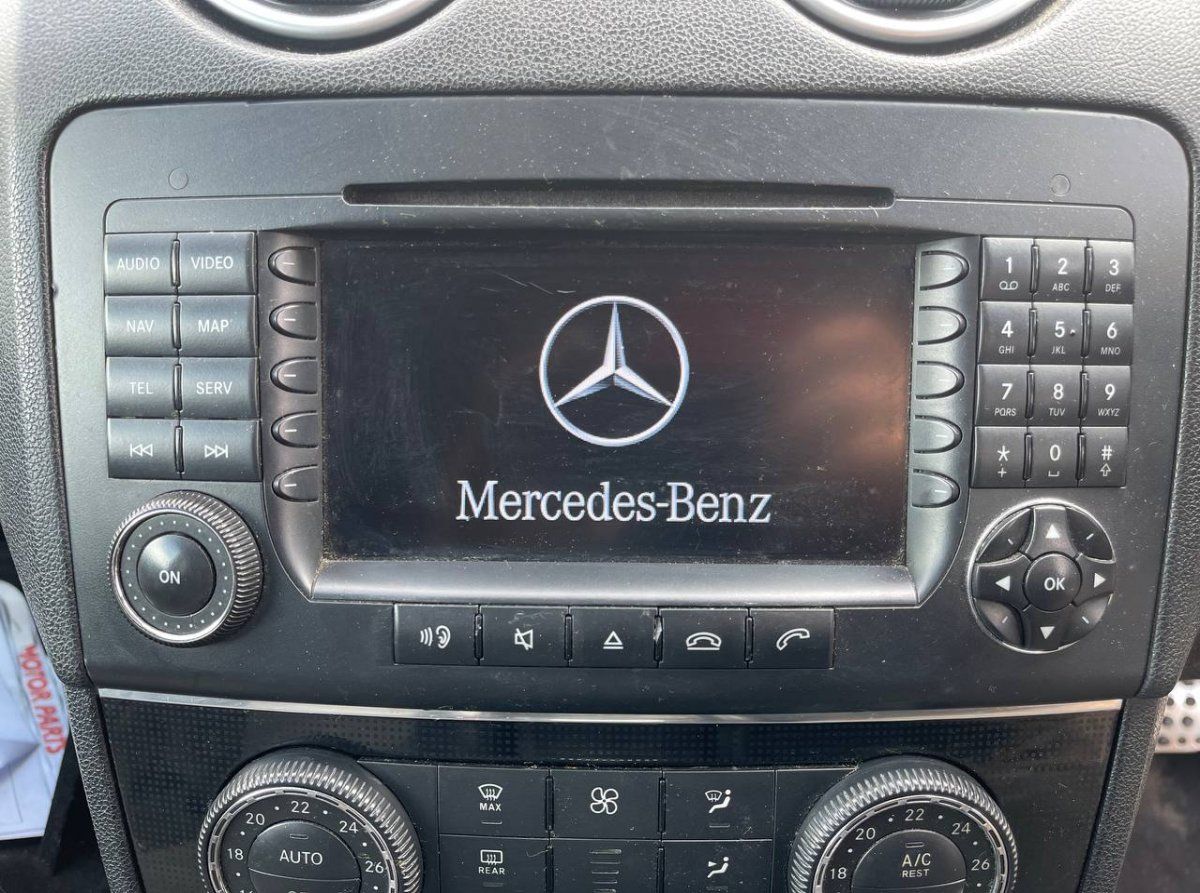 AUDIO VIDEO
NAV MAP
TEL SERV
ON
Mercedes-Benz
1 2 3
ABC DEF
4 5 6
GHI JKL MNO
7 8 9
PQRS TUV WXYZ
* 0 #
+
OK
MOTOR PARTS
18 20 22 24 26
AUTO
MAX
REAR
18 20 22 24 26
A/C
REST